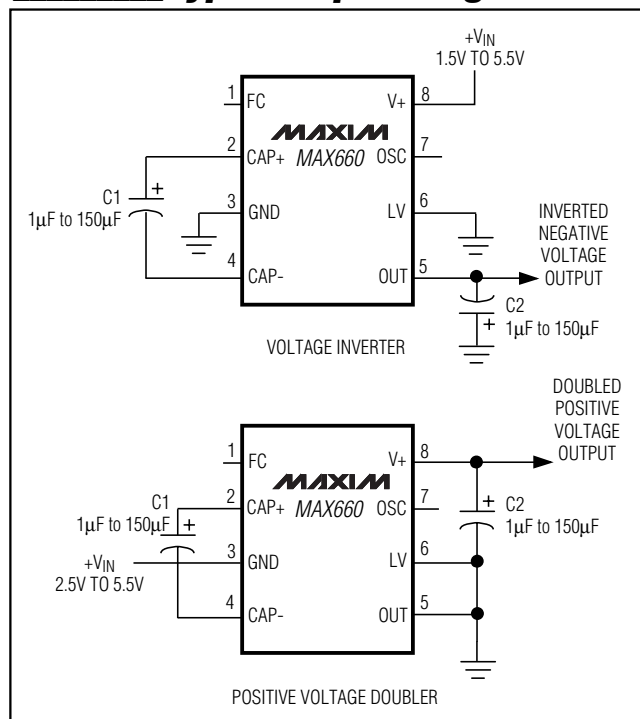 +VIN
1.5V TO 5.5V
1 FC
V+ 8
MAXIM
MAX660
2 CAP+
OSC 7
C1
+
1µF to 150µF
3 GND
LV 6
4 CAP-
OUT 5
INVERTED
NEGATIVE
VOLTAGE
OUTPUT
C2
+ 1µF to 150µF
VOLTAGE INVERTER
DOUBLED
POSITIVE
VOLTAGE
OUTPUT
1 FC
V+ 8
MAXIM
MAX660
2 CAP+
OSC 7
C1
1µF to 150µF
+
+ C2
1µF to 150µF
+VIN
2.5V TO 5.5V
3 GND
LV 6
4 CAP-
OUT 5
POSITIVE VOLTAGE DOUBLER